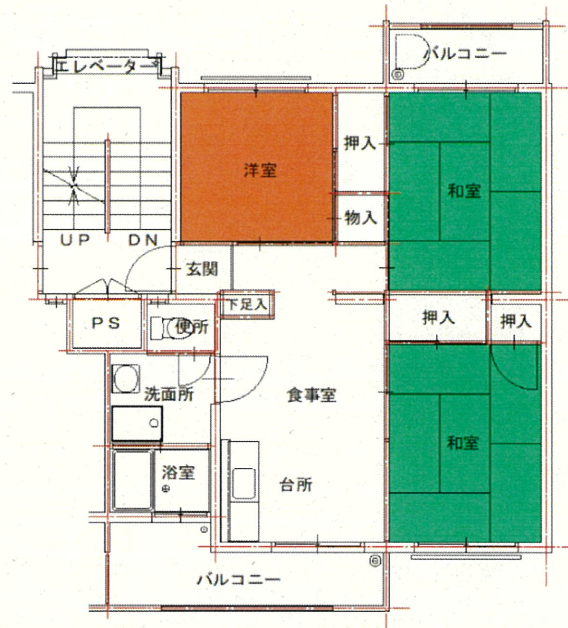 バルコニー
エレベーター
押入
洋室
和室
物入
UP DN
玄関
下足入
PS
便所
押入
押入
洗面所
食事室
和室
浴室
台所
バルコニー